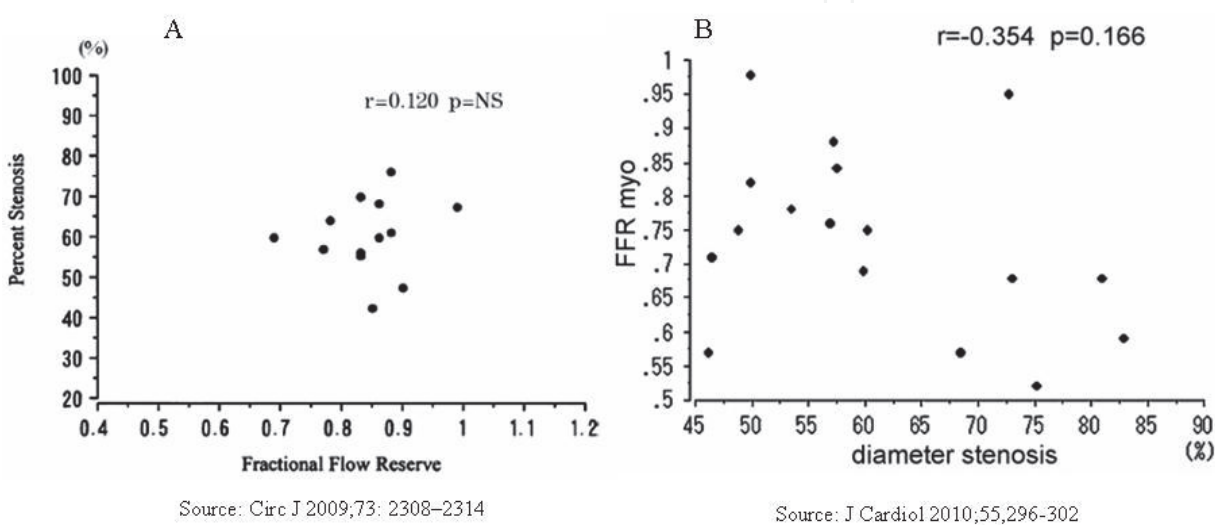 A
(%)
r=0.120 p=NS
100
90
80
70
60
50
40
30
20
Percent Stenosis
0.4 0.5 0.6 0.7 0.8 0.9 1 1.1 1.2
Fractional Flow Reserve
Source: Circ J 2009;73: 2308–2314
B
r=-0.354 p=0.166
1
.95
.9
.85
.8
.75
.7
.65
.6
.55
.5
FFR myo
45 50 55 60 65 70 75 80 85 90
diameter stenosis (%)
Source: J Cardiol 2010;55,296-302